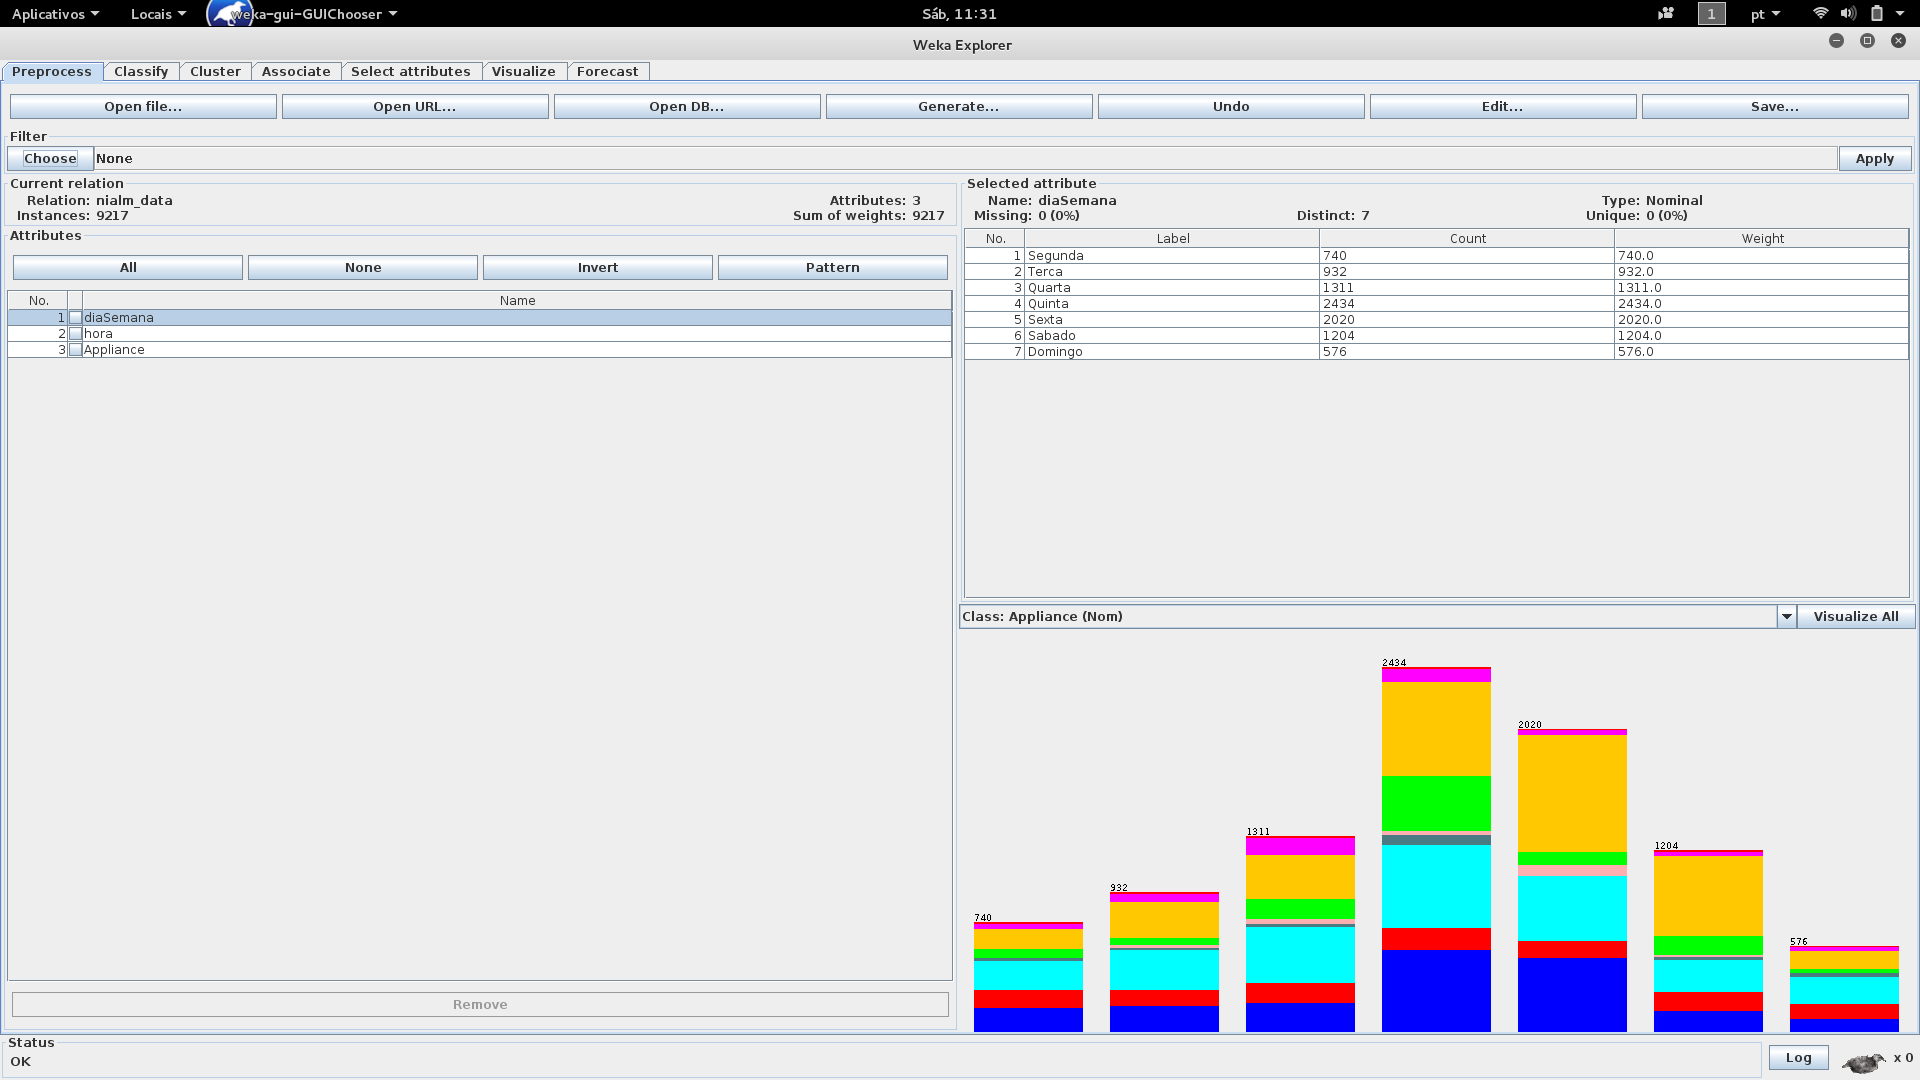 Aplicativos Locais weka-gui-GUIChooser Sáb, 11:31 1 pt
Weka Explorer
Preprocess Classify Cluster Associate Select attributes Visualize Forecast
Open file... Open URL... Open DB... Generate... Undo Edit... Save...
Filter
Choose None Apply
Current relation
Relation: nialm_data Attributes: 3
Instances: 9217 Sum of weights: 9217
Attributes
All None Invert Pattern
No. Name
1 diaSemana
2 hora
3 Appliance
Remove
Selected attribute
Name: diaSemana Type: Nominal
Missing: 0 (0%) Distinct: 7 Unique: 0 (0%)
No. Label Count Weight
1 Segunda 740 740.0
2 Terca 932 932.0
3 Quarta 1311 1311.0
4 Quinta 2434 2434.0
5 Sexta 2020 2020.0
6 Sabado 1204 1204.0
7 Domingo 576 576.0
Class: Appliance (Nom) Visualize All
740 932 1311 2434 2020 1204 576
Status
OK Log x 0